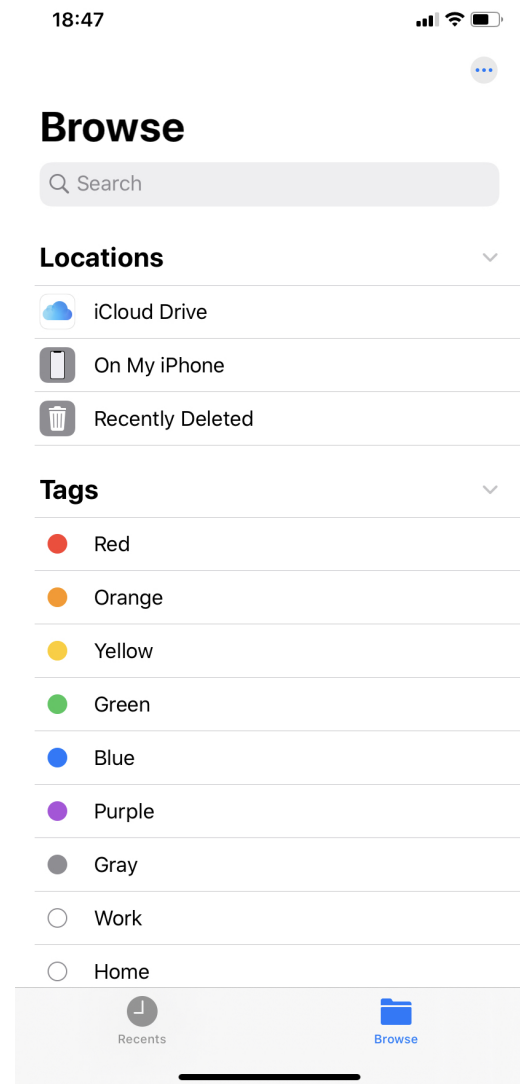 18:47
Browse
Search
Locations
iCloud Drive
On My iPhone
Recently Deleted
Tags
Red
Orange
Yellow
Green
Blue
Purple
Gray
Work
Home
Recents
Browse